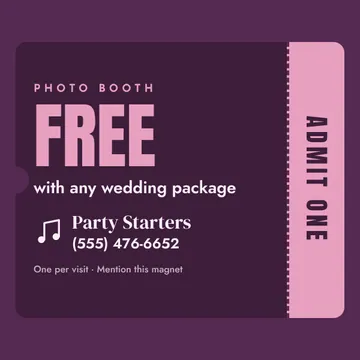 PHOTO BOOTH
FREE
with any wedding package
Party Starters
(555) 476-6652
One per visit · Mention this magnet
ADMIT ONE